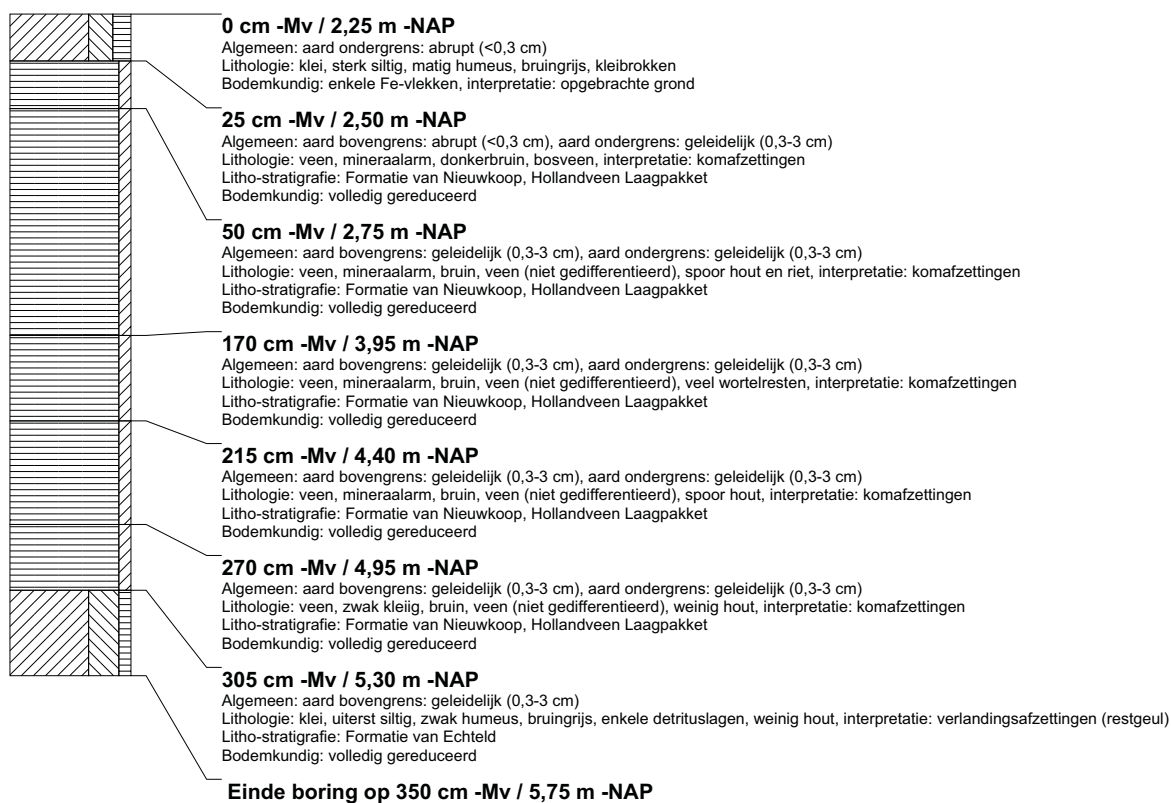 0 cm -Mv / 2,25 m -NAP
Algemeen: aard ondergrens: abrupt (<0,3 cm)
Lithologie: klei, sterk siltig, matig humeus, bruingrijs, kleibrokken
Bodemkundig: enkele Fe-vlekken, interpretatie: opgebrachte grond
25 cm -Mv / 2,50 m -NAP
Algemeen: aard bovengrens: abrupt (<0,3 cm), aard ondergrens: geleidelijk (0,3-3 cm)
Lithologie: veen, mineraalarm, donkerbruin, bosveen, interpretatie: komafzettingen
Litho-stratigrafie: Formatie van Nieuwkoop, Hollandveen Laagpakket
Bodemkundig: volledig gereduceerd
50 cm -Mv / 2,75 m -NAP
Algemeen: aard bovengrens: geleidelijk (0,3-3 cm), aard ondergrens: geleidelijk (0,3-3 cm)
Lithologie: veen, mineraalarm, bruin, veen (niet gedifferentieerd), spoor hout en riet, interpretatie: komafzettingen
Litho-stratigrafie: Formatie van Nieuwkoop, Hollandveen Laagpakket
Bodemkundig: volledig gereduceerd
170 cm -Mv / 3,95 m -NAP
Algemeen: aard bovengrens: geleidelijk (0,3-3 cm), aard ondergrens: geleidelijk (0,3-3 cm)
Lithologie: veen, mineraalarm, bruin, veen (niet gedifferentieerd), veel wortelresten, interpretatie: komafzettingen
Litho-stratigrafie: Formatie van Nieuwkoop, Hollandveen Laagpakket
Bodemkundig: volledig gereduceerd
215 cm -Mv / 4,40 m -NAP
Algemeen: aard bovengrens: geleidelijk (0,3-3 cm), aard ondergrens: geleidelijk (0,3-3 cm)
Lithologie: veen, mineraalarm, bruin, veen (niet gedifferentieerd), spoor hout, interpretatie: komafzettingen
Litho-stratigrafie: Formatie van Nieuwkoop, Hollandveen Laagpakket
Bodemkundig: volledig gereduceerd
270 cm -Mv / 4,95 m -NAP
Algemeen: aard bovengrens: geleidelijk (0,3-3 cm), aard ondergrens: geleidelijk (0,3-3 cm)
Lithologie: veen, zwak kleiig, bruin, veen (niet gedifferentieerd), weinig hout, interpretatie: komafzettingen
Litho-stratigrafie: Formatie van Nieuwkoop, Hollandveen Laagpakket
Bodemkundig: volledig gereduceerd
305 cm -Mv / 5,30 m -NAP
Algemeen: aard bovengrens: geleidelijk (0,3-3 cm)
Lithologie: klei, uiterst siltig, zwak humeus, bruingrijs, enkele detrituslagen, weinig hout, interpretatie: verlandingsafzettingen (restgeul)
Litho-stratigrafie: Formatie van Echteld
Bodemkundig: volledig gereduceerd
Einde boring op 350 cm -Mv / 5,75 m -NAP